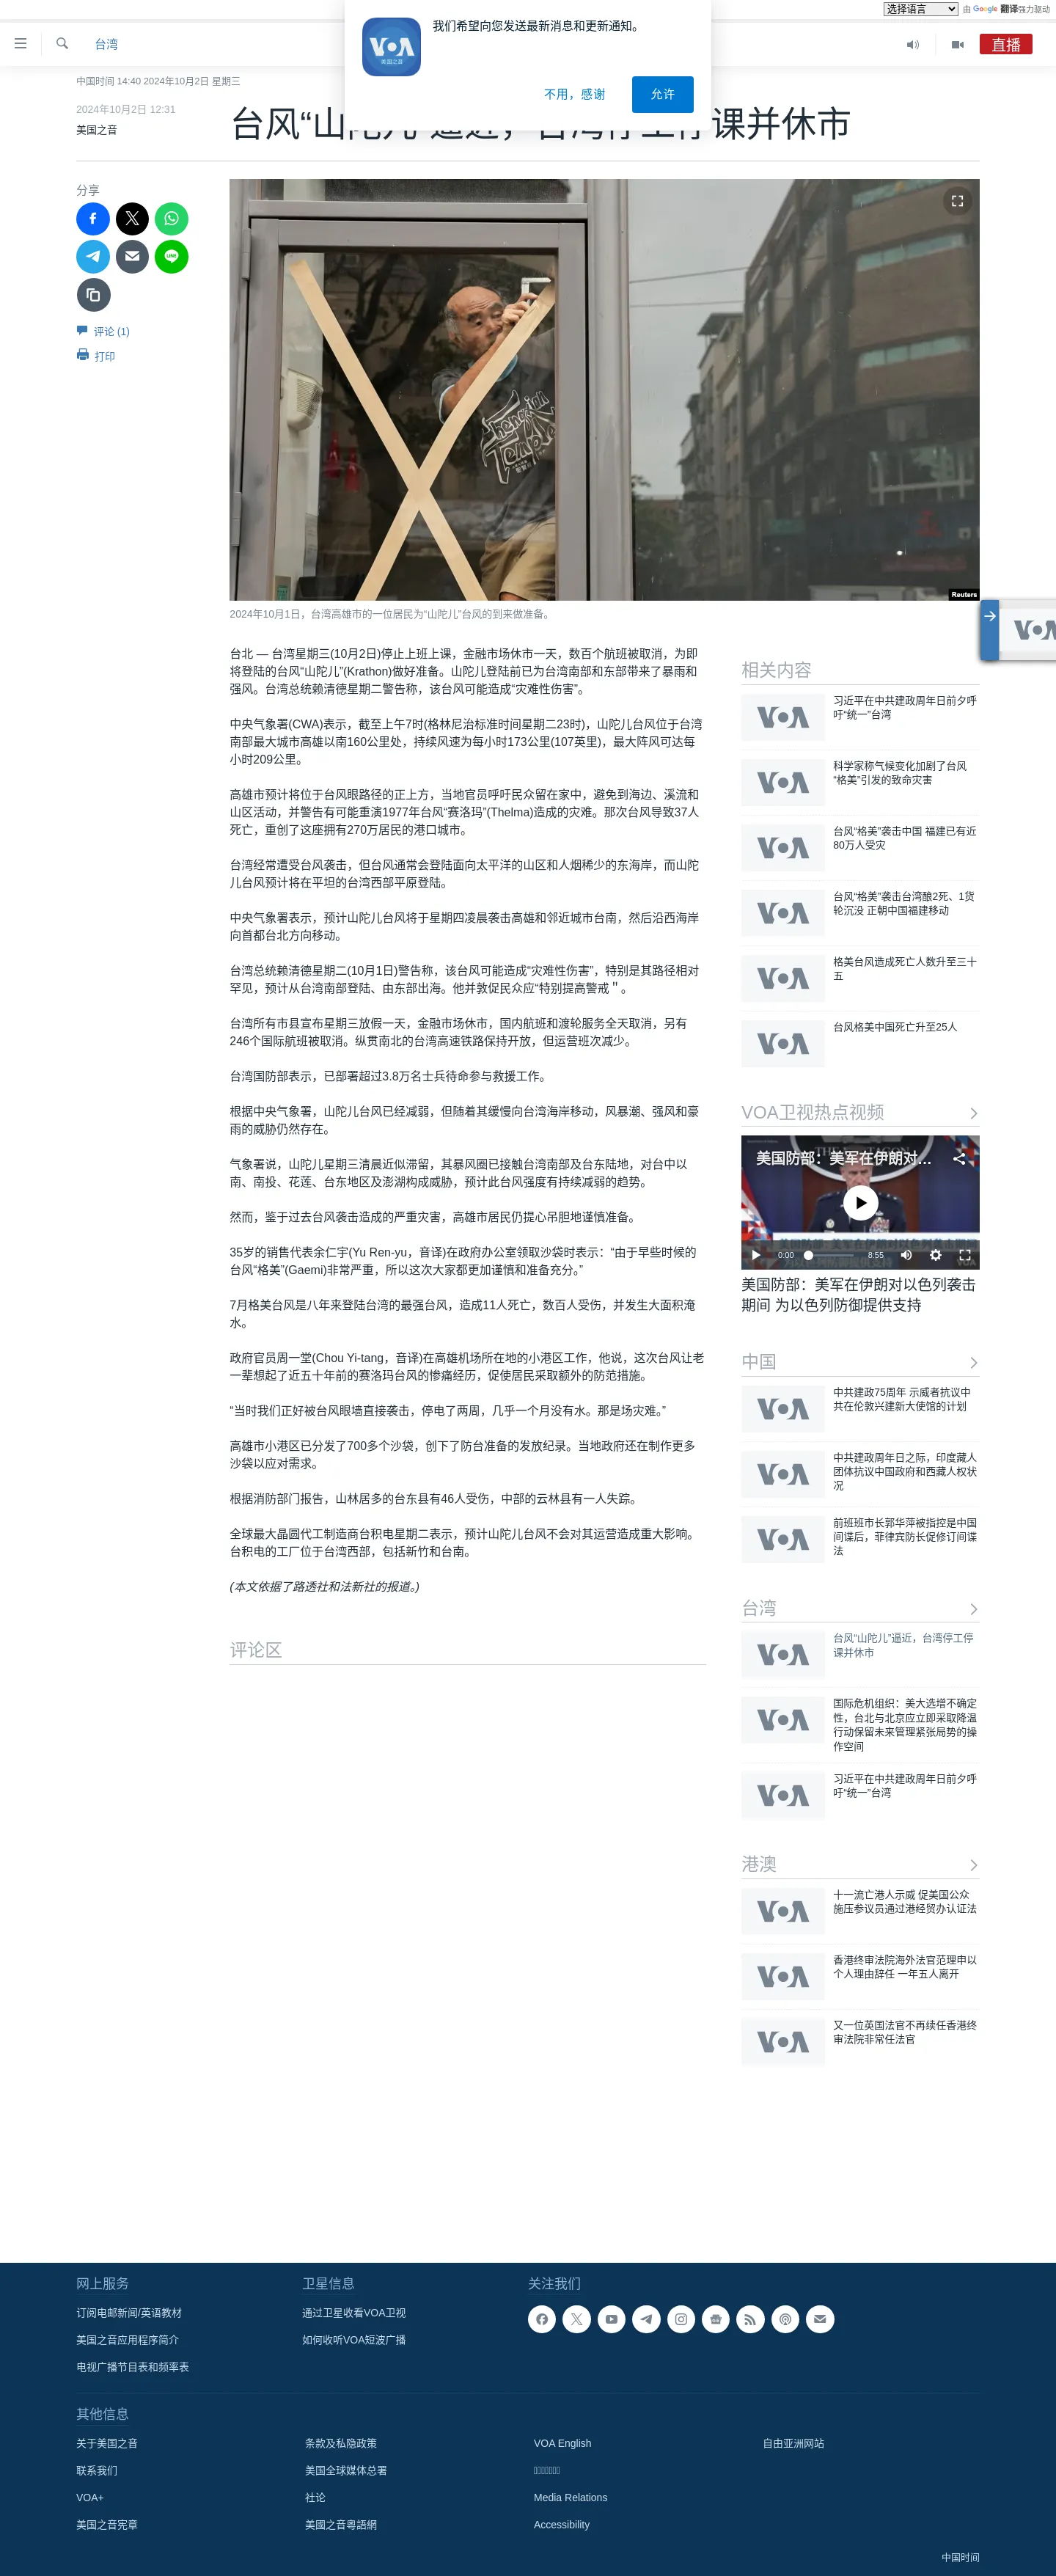 选择语言 由 Google 翻译强力驱动
我们希望向您发送最新消息和更新通知。
VOA
美国之音
不用，感谢
允许
台湾
直播
中国时间 14:40 2024年10月2日 星期三
2024年10月2日 12:31
美国之音
分享
评论 (1)
打印
Reuters
2024年10月1日，台湾高雄市的一位居民为“山陀儿”台风的到来做准备。
台北 — 台湾星期三(10月2日)停止上班上课，金融市场休市一天，数百个航班被取消，为即
将登陆的台风“山陀儿”(Krathon)做好准备。山陀儿登陆前已为台湾南部和东部带来了暴雨和
强风。台湾总统赖清德星期二警告称，该台风可能造成“灾难性伤害”。
中央气象署(CWA)表示，截至上午7时(格林尼治标准时间星期二23时)，山陀儿台风位于台湾
南部最大城市高雄以南160公里处，持续风速为每小时173公里(107英里)，最大阵风可达每
小时209公里。
高雄市预计将位于台风眼路径的正上方，当地官员呼吁民众留在家中，避免到海边、溪流和
山区活动，并警告有可能重演1977年台风“赛洛玛”(Thelma)造成的灾难。那次台风导致37人
死亡，重创了这座拥有270万居民的港口城市。
台湾经常遭受台风袭击，但台风通常会登陆面向太平洋的山区和人烟稀少的东海岸，而山陀
儿台风预计将在平坦的台湾西部平原登陆。
中央气象署表示，预计山陀儿台风将于星期四凌晨袭击高雄和邻近城市台南，然后沿西海岸
向首都台北方向移动。
台湾总统赖清德星期二(10月1日)警告称，该台风可能造成“灾难性伤害”，特别是其路径相对
罕见，预计从台湾南部登陆、由东部出海。他并敦促民众应“特别提高警戒＂。
台湾所有市县宣布星期三放假一天，金融市场休市，国内航班和渡轮服务全天取消，另有
246个国际航班被取消。纵贯南北的台湾高速铁路保持开放，但运营班次减少。
台湾国防部表示，已部署超过3.8万名士兵待命参与救援工作。
根据中央气象署，山陀儿台风已经减弱，但随着其缓慢向台湾海岸移动，风暴潮、强风和豪
雨的威胁仍然存在。
气象署说，山陀儿星期三清晨近似滞留，其暴风圈已接触台湾南部及台东陆地，对台中以
南、南投、花莲、台东地区及澎湖构成威胁，预计此台风强度有持续减弱的趋势。
然而，鉴于过去台风袭击造成的严重灾害，高雄市居民仍提心吊胆地谨慎准备。
35岁的销售代表余仁宇(Yu Ren-yu，音译)在政府办公室领取沙袋时表示：“由于早些时候的
台风“格美”(Gaemi)非常严重，所以这次大家都更加谨慎和准备充分。”
7月格美台风是八年来登陆台湾的最强台风，造成11人死亡，数百人受伤，并发生大面积淹
水。
政府官员周一堂(Chou Yi-tang，音译)在高雄机场所在地的小港区工作，他说，这次台风让老
一辈想起了近五十年前的赛洛玛台风的惨痛经历，促使居民采取额外的防范措施。
“当时我们正好被台风眼墙直接袭击，停电了两周，几乎一个月没有水。那是场灾难。”
高雄市小港区已分发了700多个沙袋，创下了防台准备的发放纪录。当地政府还在制作更多
沙袋以应对需求。
根据消防部门报告，山林居多的台东县有46人受伤，中部的云林县有一人失踪。
全球最大晶圆代工制造商台积电星期二表示，预计山陀儿台风不会对其运营造成重大影响。
台积电的工厂位于台湾西部，包括新竹和台南。
(本文依据了路透社和法新社的报道。)
评论区
相关内容
习近平在中共建政周年日前夕呼
吁“统一”台湾
科学家称气候变化加剧了台风
“格美”引发的致命灾害
台风“格美”袭击中国 福建已有近
80万人受灾
台风“格美”袭击台湾酿2死、1货
轮沉没 正朝中国福建移动
格美台风造成死亡人数升至三十
五
台风格美中国死亡升至25人
VOA卫视热点视频
美国防部：美军在伊朗对...
0:00 8:55
美国防部：美军在伊朗对以色列袭击
期间 为以色列防御提供支持
中国
中共建政75周年 示威者抗议中
共在伦敦兴建新大使馆的计划
中共建政周年日之际，印度藏人
团体抗议中国政府和西藏人权状
况
前班班市长郭华萍被指控是中国
间谍后，菲律宾防长促修订间谍
法
台湾
台风“山陀儿”逼近，台湾停工停
课并休市
国际危机组织：美大选增不确定
性，台北与北京应立即采取降温
行动保留未来管理紧张局势的操
作空间
习近平在中共建政周年日前夕呼
吁“统一”台湾
港澳
十一流亡港人示威 促美国公众
施压参议员通过港经贸办认证法
香港终审法院海外法官范理申以
个人理由辞任 一年五人离开
又一位英国法官不再续任香港终
审法院非常任法官
网上服务
订阅电邮新闻/英语教材
美国之音应用程序简介
电视广播节目表和频率表
卫星信息
通过卫星收看VOA卫视
如何收听VOA短波广播
关注我们
其他信息
关于美国之音
联系我们
VOA+
美国之音宪章
条款及私隐政策
美国全球媒体总署
社论
美國之音粵語網
VOA English
Media Relations
Accessibility
自由亚洲网站
中国时间